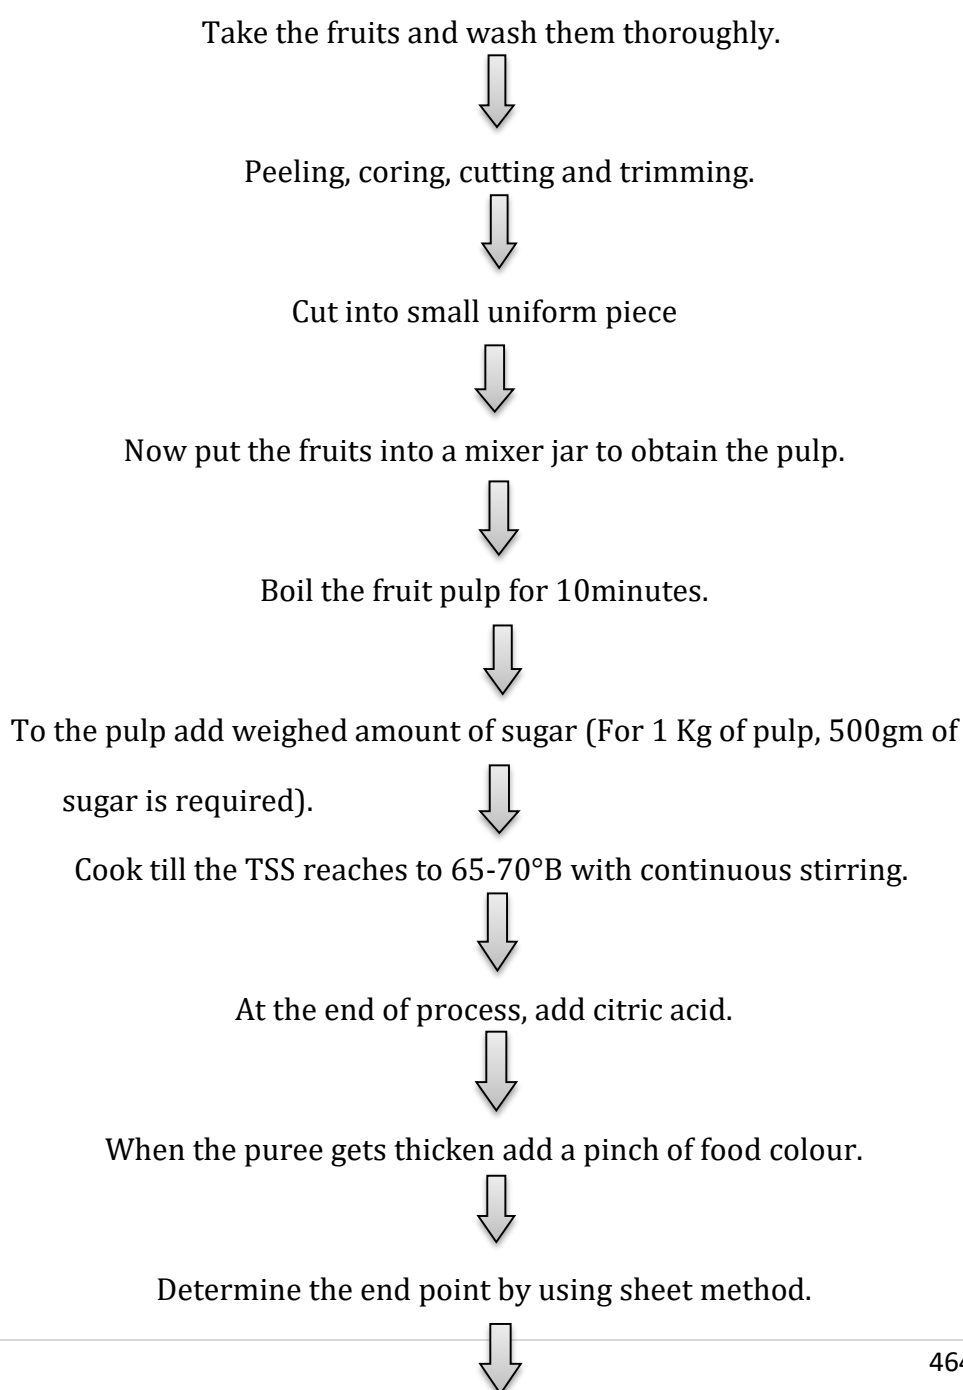 Take the fruits and wash them thoroughly.
Peeling, coring, cutting and trimming.
Cut into small uniform piece
Now put the fruits into a mixer jar to obtain the pulp.
Boil the fruit pulp for 10minutes.
To the pulp add weighed amount of sugar (For 1 Kg of pulp, 500gm of
sugar is required).
Cook till the TSS reaches to 65-70°B with continuous stirring.
At the end of process, add citric acid.
When the puree gets thicken add a pinch of food colour.
Determine the end point by using sheet method.
464